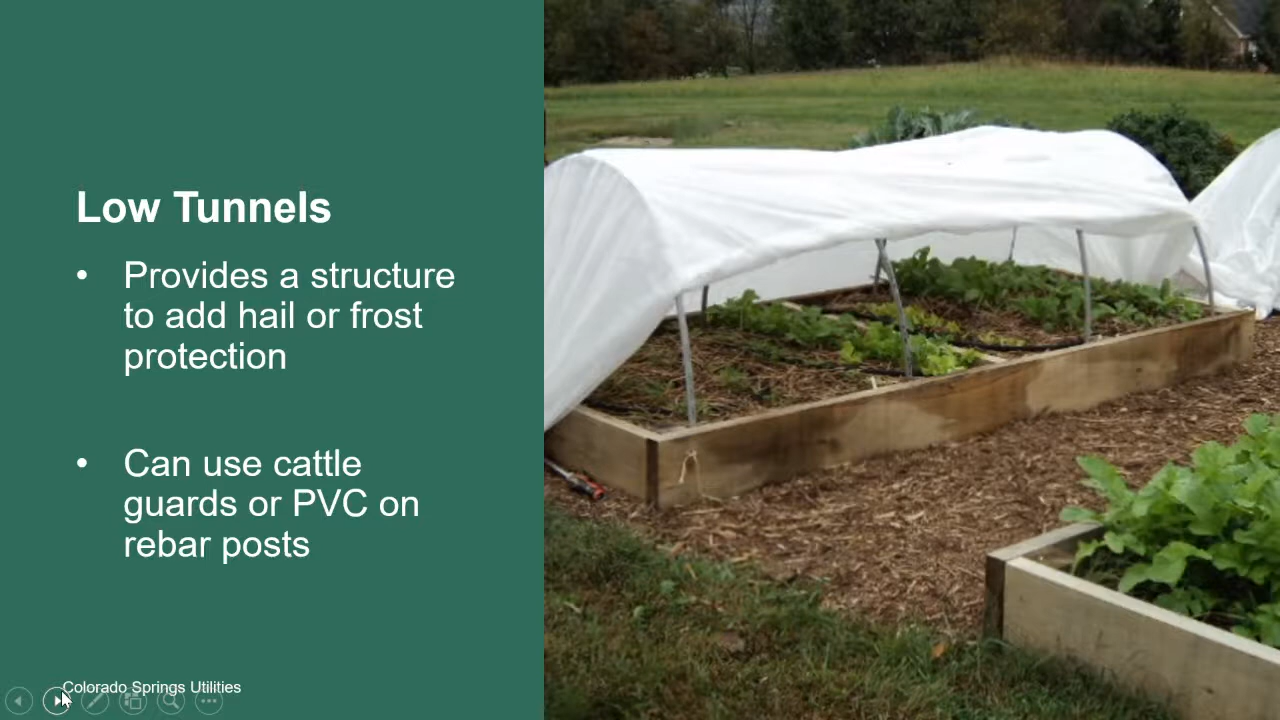 Low Tunnels
• Provides a structure
to add hail or frost
protection
• Can use cattle
guards or PVC on
rebar posts
Colorado Springs Utilities